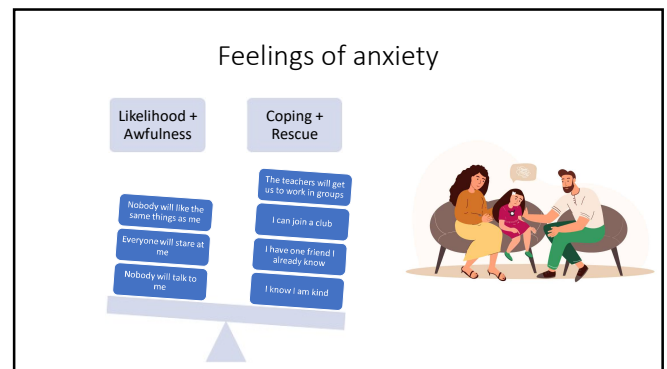 Feelings of anxiety
Likelihood +
Awfulness
Coping +
Rescue
Nobody will like the
same things as me
Everyone will stare at
me
Nobody will talk to
me
The teachers will get
us to work in groups
I can join a club
I have one friend I
already know
I know I am kind